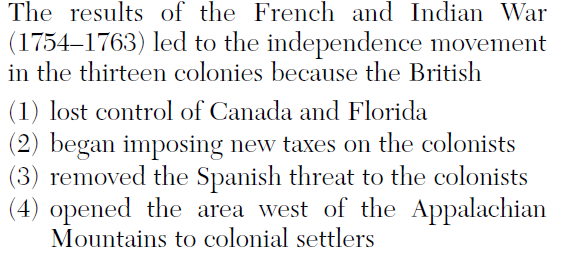 The results of the French and Indian War
(1754–1763) led to the independence movement
in the thirteen colonies because the British
(1) lost control of Canada and Florida
(2) began imposing new taxes on the colonists
(3) removed the Spanish threat to the colonists
(4) opened the area west of the Appalachian
Mountains to colonial settlers